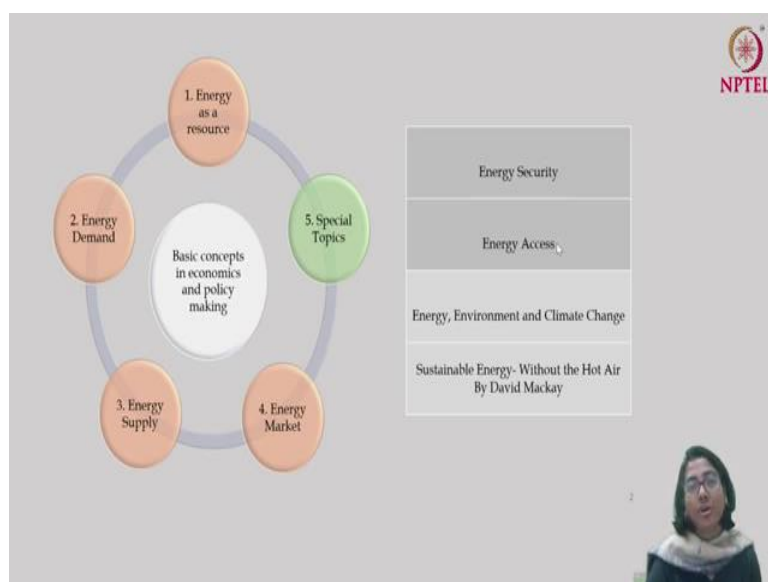 NPTEL
1. Energy
as a
resource
2. Energy
Demand
5. Special
Topics
Basic concepts
in economics
and policy
making
3. Energy
Supply
4. Energy
Market
Energy Security
Energy Access
Energy, Environment and Climate Change
Sustainable Energy- Without the Hot Air
By David Mackay
2